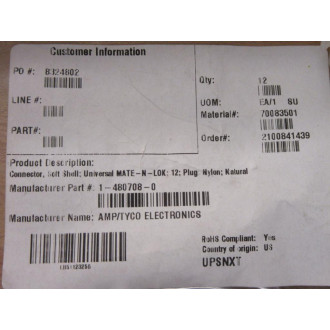 Customer Information
PO #: B324602
Qty: 12
LINE #:
UOM: EA/1 SU
Material#: 70083501
PART#:
Order#: 2100841439
Product Description:
Connector, Soft Shell; Universal MATE-N-LOK; 12; Plug; Nylon; Natural
Manufacturer Part #: 1-480708-0
Manufacturer Name: AMP/TYCO ELECTRONICS
RoHS Compliant: Yes
Country of origin: US
UPSNXT